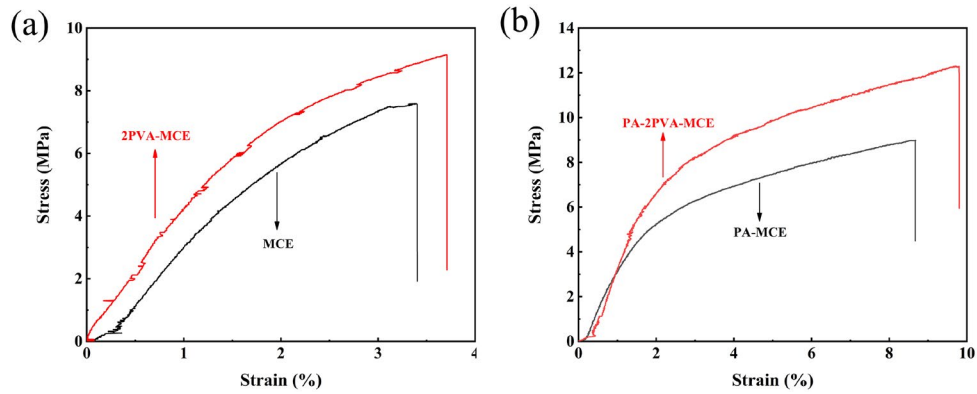 (a)
Stress (MPa)
10
8
6
4
2
0
2PVA-MCE
MCE
0 1 2 3 4
Strain (%)
(b)
Stress (MPa)
14
12
10
8
6
4
2
0
PA-2PVA-MCE
PA-MCE
0 2 4 6 8 10
Strain (%)